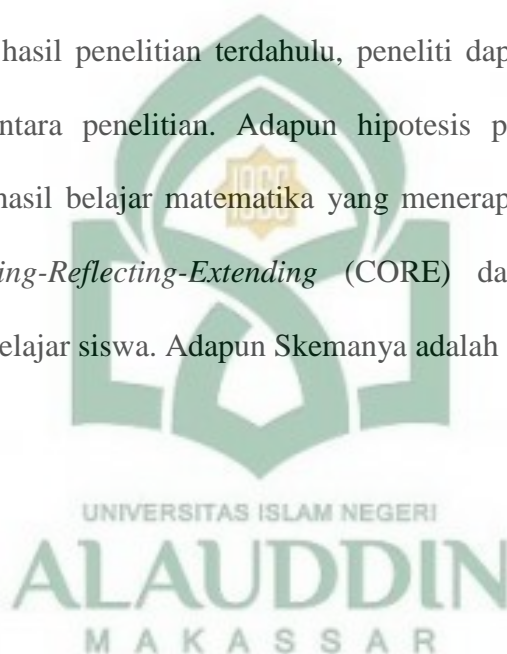 hasil penelitian terdahulu, peneliti dap
ntara penelitian. Adapun hipotesis p
hasil belajar matematika yang menerap
ing-Reflecting-Extending (CORE) da
elajar siswa. Adapun Skemanya adalah
UNIVERSITAS ISLAM NEGERI
ALAUDDIN
MAKASSAR